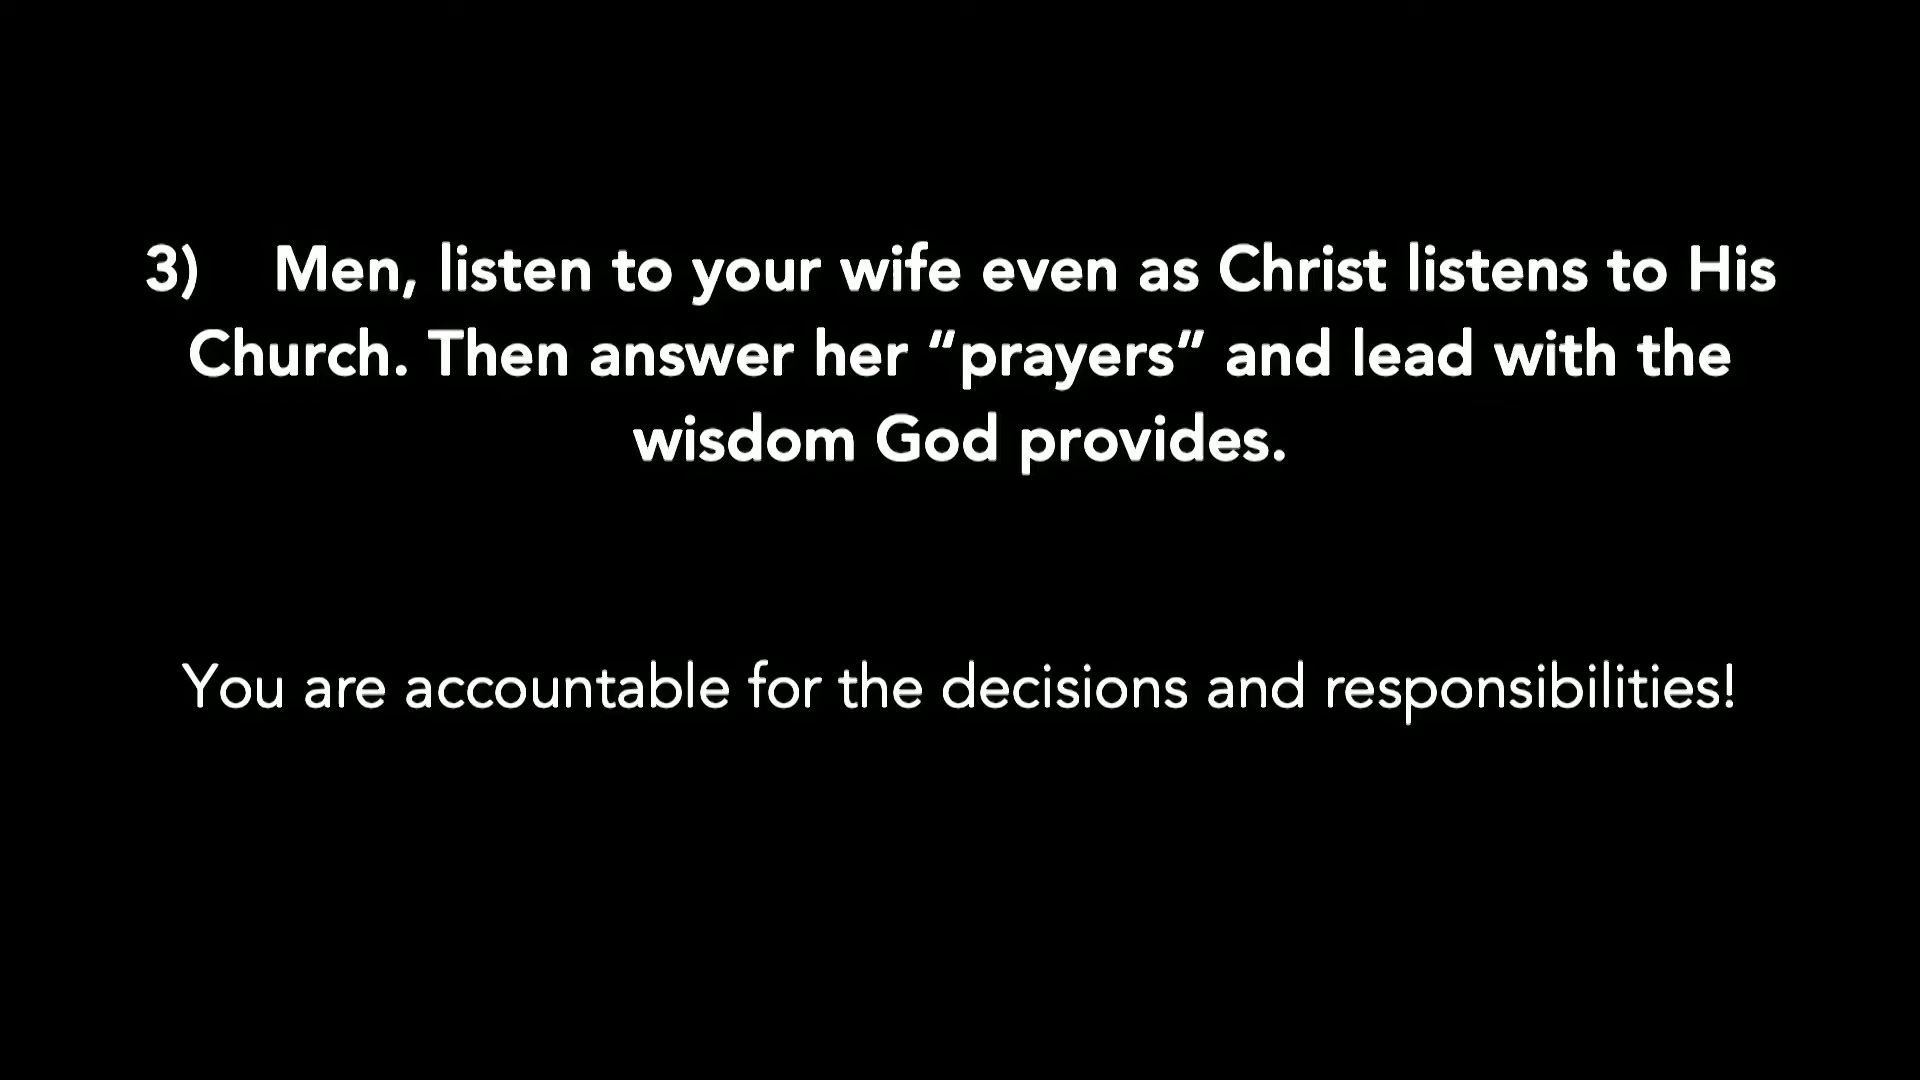 3) Men, listen to your wife even as Christ listens to His
Church. Then answer her “prayers” and lead with the
wisdom God provides.
You are accountable for the decisions and responsibilities!